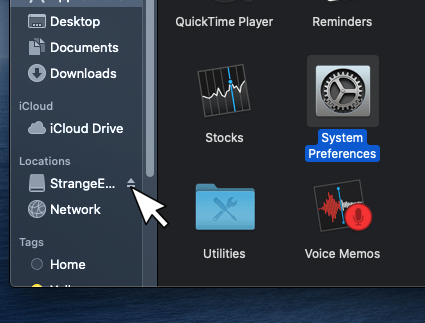 Desktop
Documents
Downloads
iCloud
iCloud Drive
Locations
StrangeE...
Network
Tags
Home
QuickTime Player
Reminders
Stocks
System
Preferences
Utilities
Voice Memos